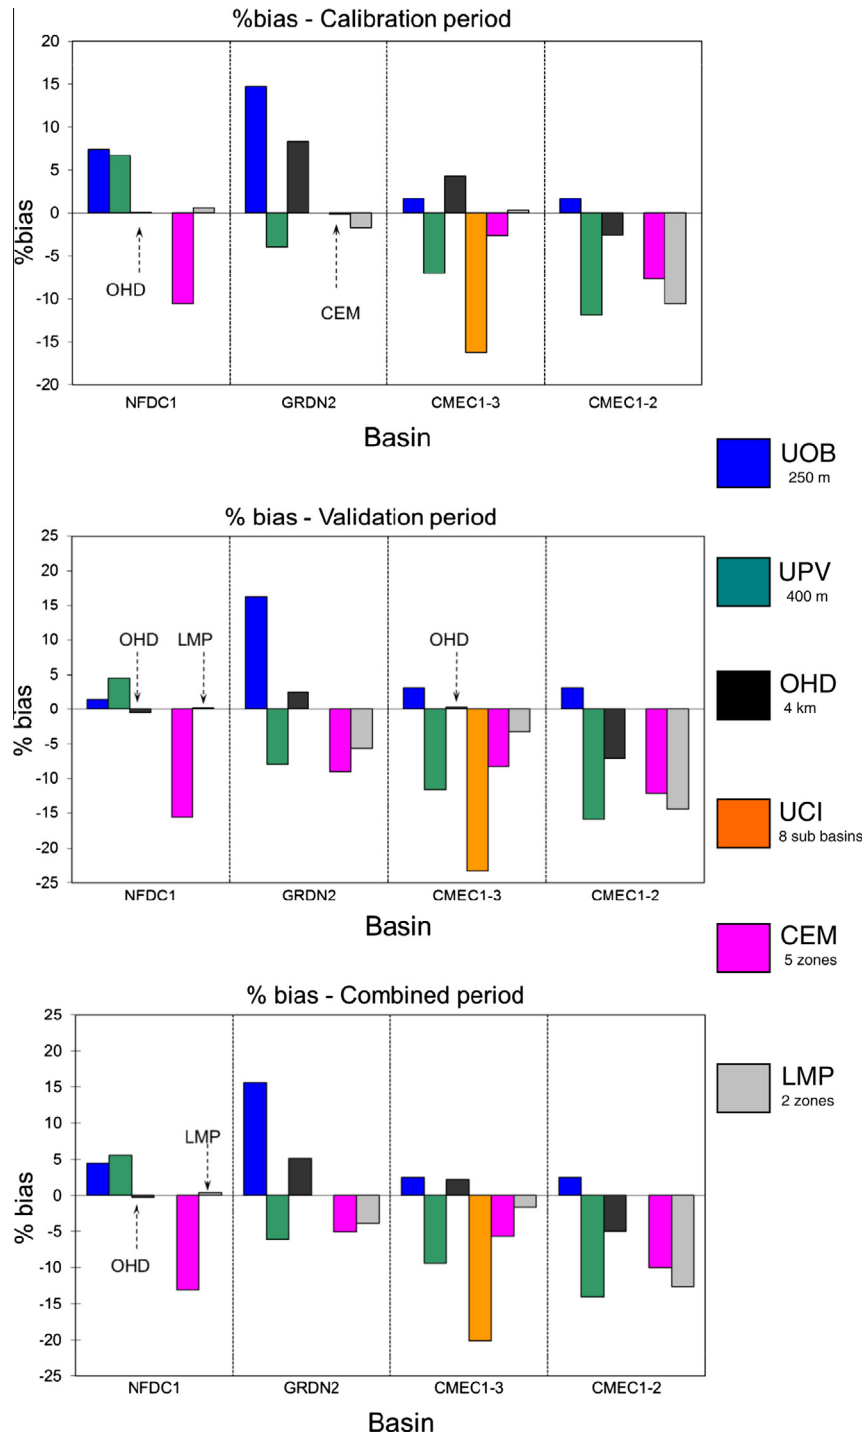 %bias - Calibration period
20
15
10
5
0
-5
-10
-15
-20
%bias
OHD
CEM
NFDC1 GRDN2 CMEC1-3 CMEC1-2
Basin
% bias - Validation period
25
20
15
10
5
0
-5
-10
-15
-20
-25
% bias
OHD LMP OHD
NFDC1 GRDN2 CMEC1-3 CMEC1-2
Basin
% bias - Combined period
25
20
15
10
5
0
-5
-10
-15
-20
-25
% bias
LMP
OHD
NFDC1 GRDN2 CMEC1-3 CMEC1-2
Basin
UOB
250 m
UPV
400 m
OHD
4 km
UCI
8 sub basins
CEM
5 zones
LMP
2 zones